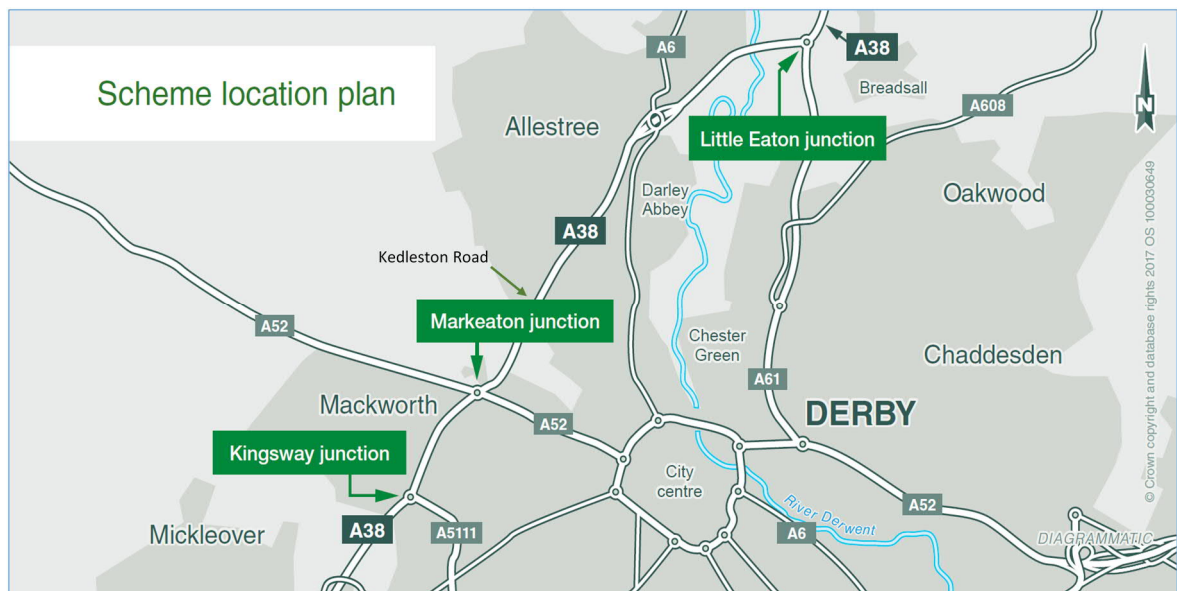 Scheme location plan
A6
A38
Breadsall
N
A608
Allestree
Little Eaton junction
Oakwood
Darley
Abbey
A38
Kedleston Road
Markeaton junction
A52
Chester
Green
Chaddesden
A61
Mackworth
A52
DERBY
Kingsway junction
City
centre
A38
A5111
Mickleover
River Derwent
A6
A52
DIAGRAMMATIC
© Crown copyright and database rights 2017 OS 100030649